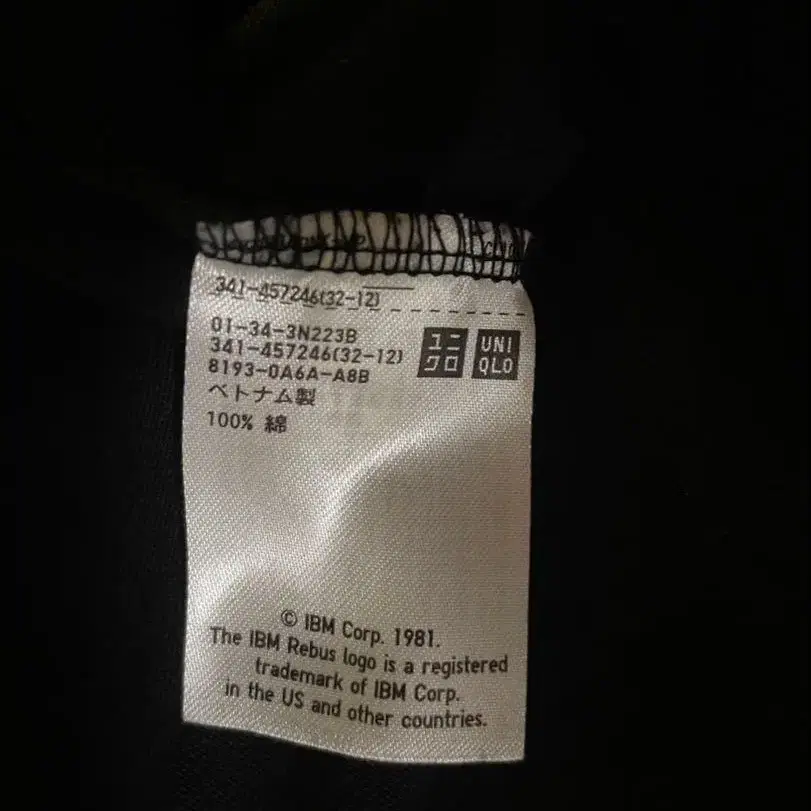 341-457246(32-12)
01-34-3N223B
341-457246(32-12)
8193-0A6A-A8B
ベトナム製
100% 綿
ユニ
クロ
UNI
QLO
© IBM Corp. 1981.
The IBM Rebus logo is a registered
trademark of IBM Corp.
in the US and other countries.